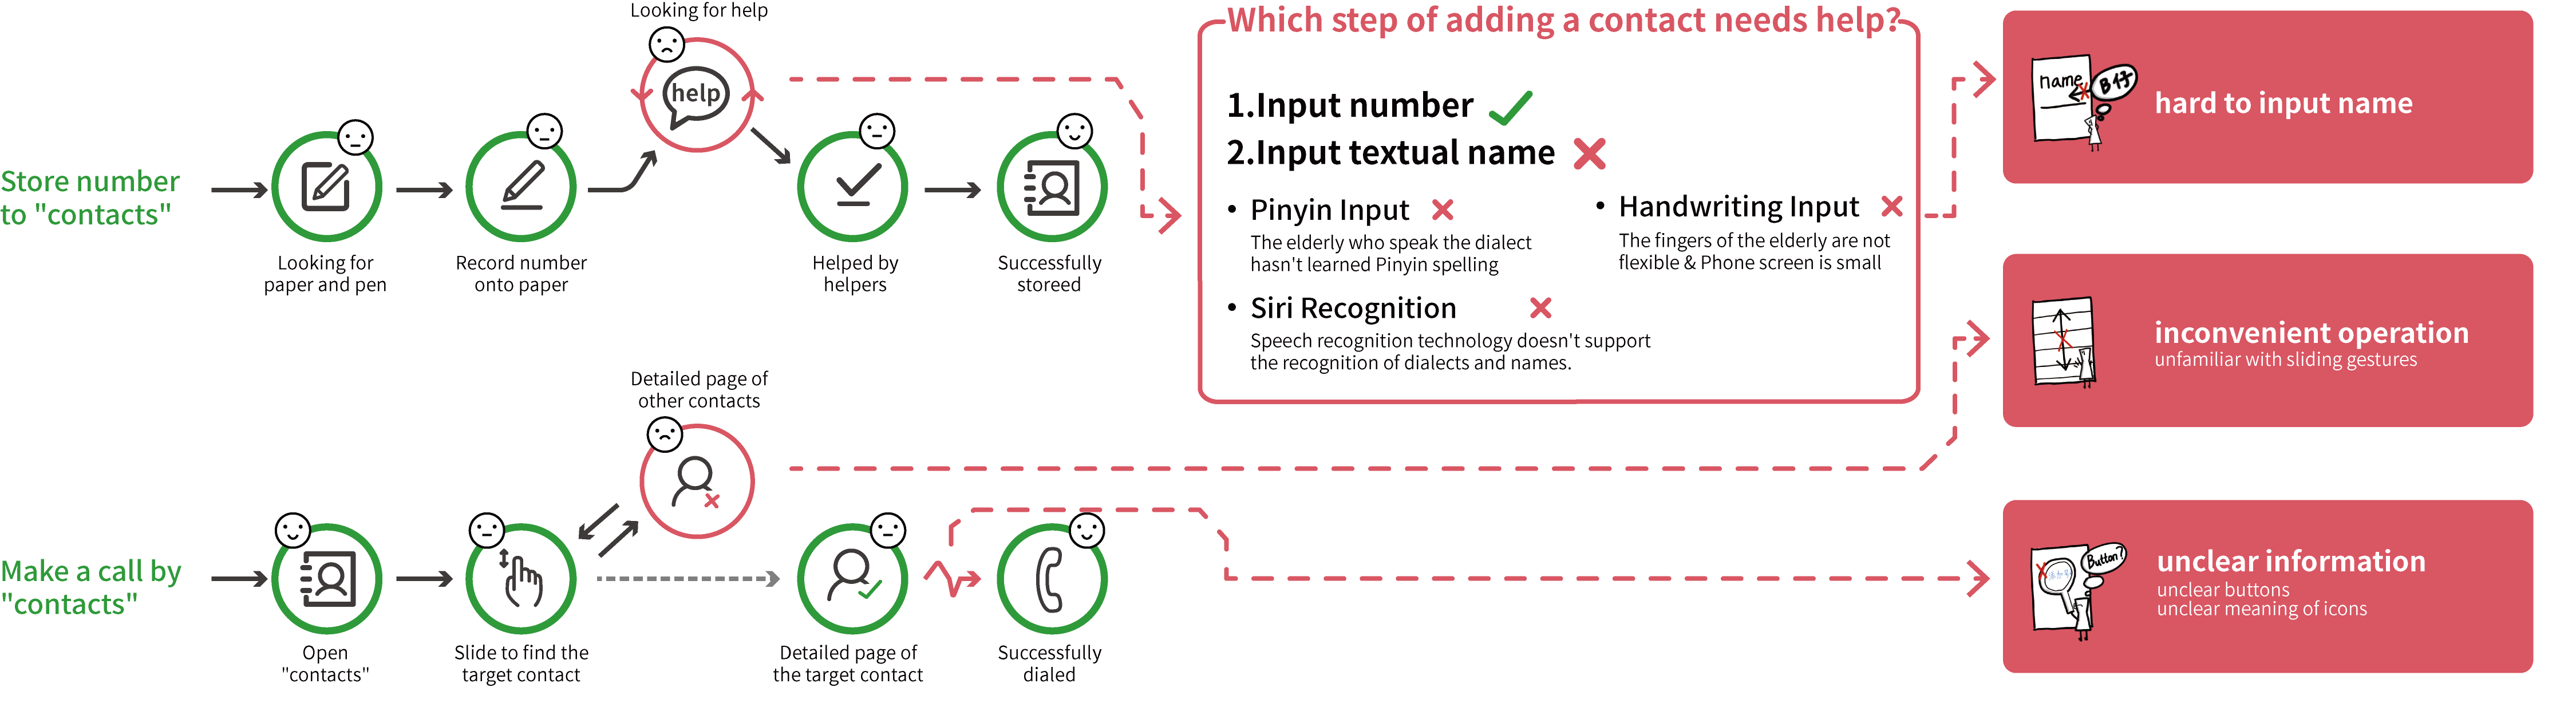 Looking for help
help
Store number
to "contacts"
Looking for
paper and pen
Record number
onto paper
Helped by
helpers
Successfully
storeed
Which step of adding a contact needs help?
1.Input number
2.Input textual name
• Pinyin Input
The elderly who speak the dialect
hasn't learned Pinyin spelling
• Handwriting Input
The fingers of the elderly are not
flexible & Phone screen is small
• Siri Recognition
Speech recognition technology doesn't support
the recognition of dialects and names.
name
hard to input name
inconvenient operation
unfamiliar with sliding gestures
Detailed page of
other contacts
Make a call by
"contacts"
Open
"contacts"
Slide to find the
target contact
Detailed page of
the target contact
Successfully
dialed
Button?
unclear information
unclear buttons
unclear meaning of icons